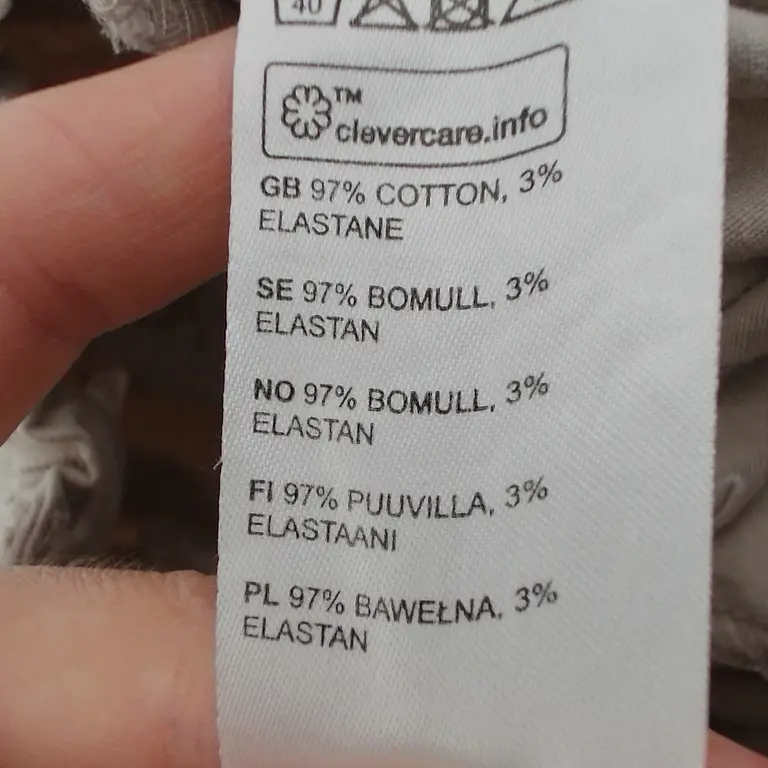 40
TM
clevercare.info
GB 97% COTTON, 3%
ELASTANE
SE 97% BOMULL, 3%
ELASTAN
NO 97% BOMULL, 3%
ELASTAN
FI 97% PUUVILLA, 3%
ELASTAANI
PL 97% BAWEŁNA, 3%
ELASTAN